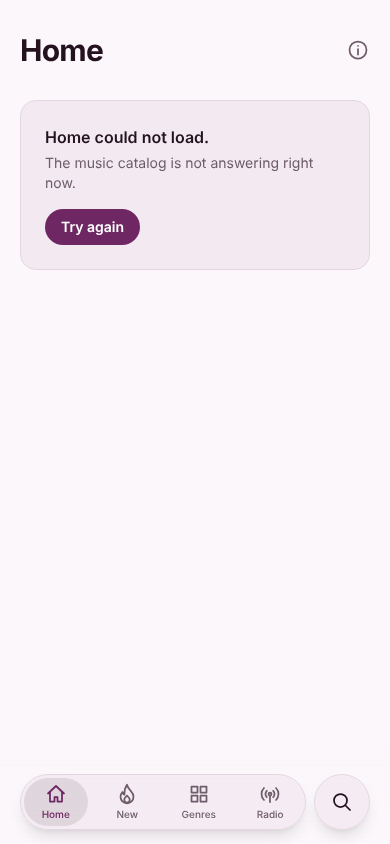 Home
Home could not load.
The music catalog is not answering right
now.
Try again
Home
New
Genres
Radio